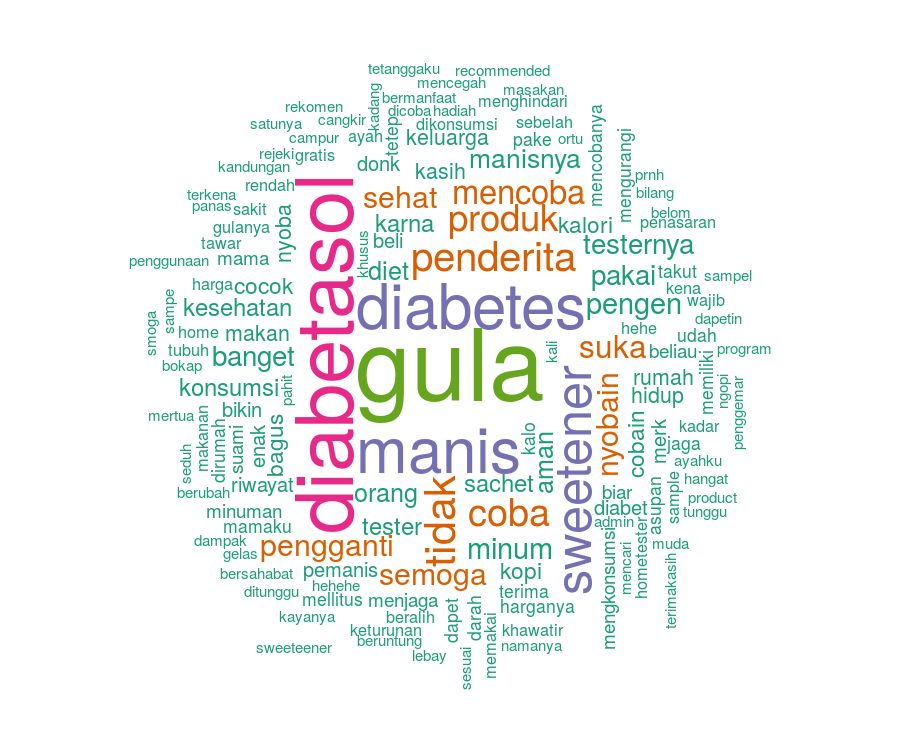 tetanggaku
recommended
mencegah
masakan
kadang
bermanfaat
menghindari
rekomen
dicoba
hadiah
cangkir
tetep
dikonsumsi
sebelah
mencobanya
satunya
campur
ayah
keluarga
pake
ortu
mengurangi
rejeki
gratis
donk
kasih
manisnya
kandungan
prnh
rendah
diabetasol
sehat
mencoba
bilang
terkena
panas
sakit
nyoba
karna
produk
kalori
belom
penasaran
gulanya
tawar
khusus
beli
testernya
penggunaan
mama
diet
penderita
pakai
takut
sampel
harga
cocok
kena
smoga
sampe
kesehatan
diabetes
pengen
wajib
dapetin
home
makan
gula
hehe
udah
tubuh
banget
kali
suka
beliau
program
bokap
memiliki
konsumsi
pahit
sweetener
nyobain
rumah
hidup
ngopi
penggemar
mertua
makanan
bikin
manis
kadar
seduh
dirumah
suami
enak
bagus
kalo
aman
cobain
merk
jaga
ayahku
berubah
riwayat
orang
tidak
sachet
biar
asupan
sample
hangat
product
minuman
coba
diabet
tunggu
mamaku
tester
admin
dampak
gelas
pengganti
minum
mengkonsumsi
mencari
hometester
muda
terimakasih
bersahabat
pemanis
semoga
kopi
ditunggu
hehehe
mellitus
menjaga
terima
harganya
kayanya
beralih
dapet
darah
memakai
keturunan
khawatir
beruntung
namanya
sweeteener
lebay
sesuai